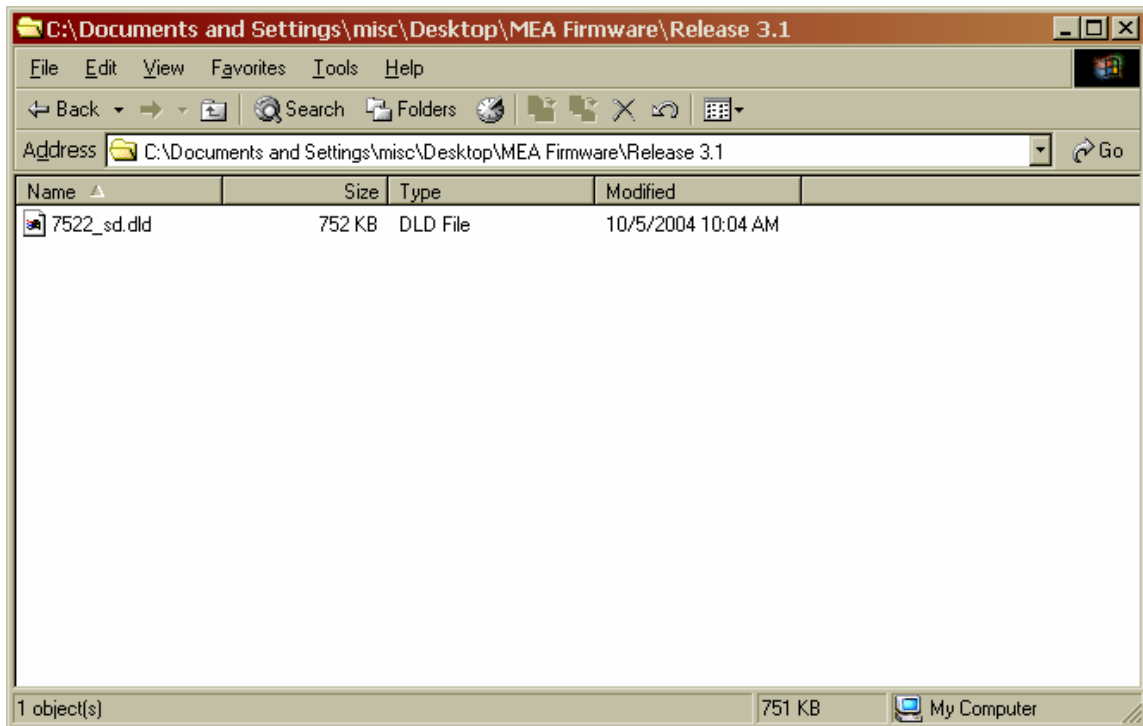 C:\Documents and Settings\misc\Desktop\MEA Firmware\Release 3.1
File Edit View Favorites Tools Help
Back Search Folders
Address C:\Documents and Settings\misc\Desktop\MEA Firmware\Release 3.1 Go
Name Size Type Modified
7522_sd.dld 752 KB DLD File 10/5/2004 10:04 AM
1 object(s) 751 KB My Computer